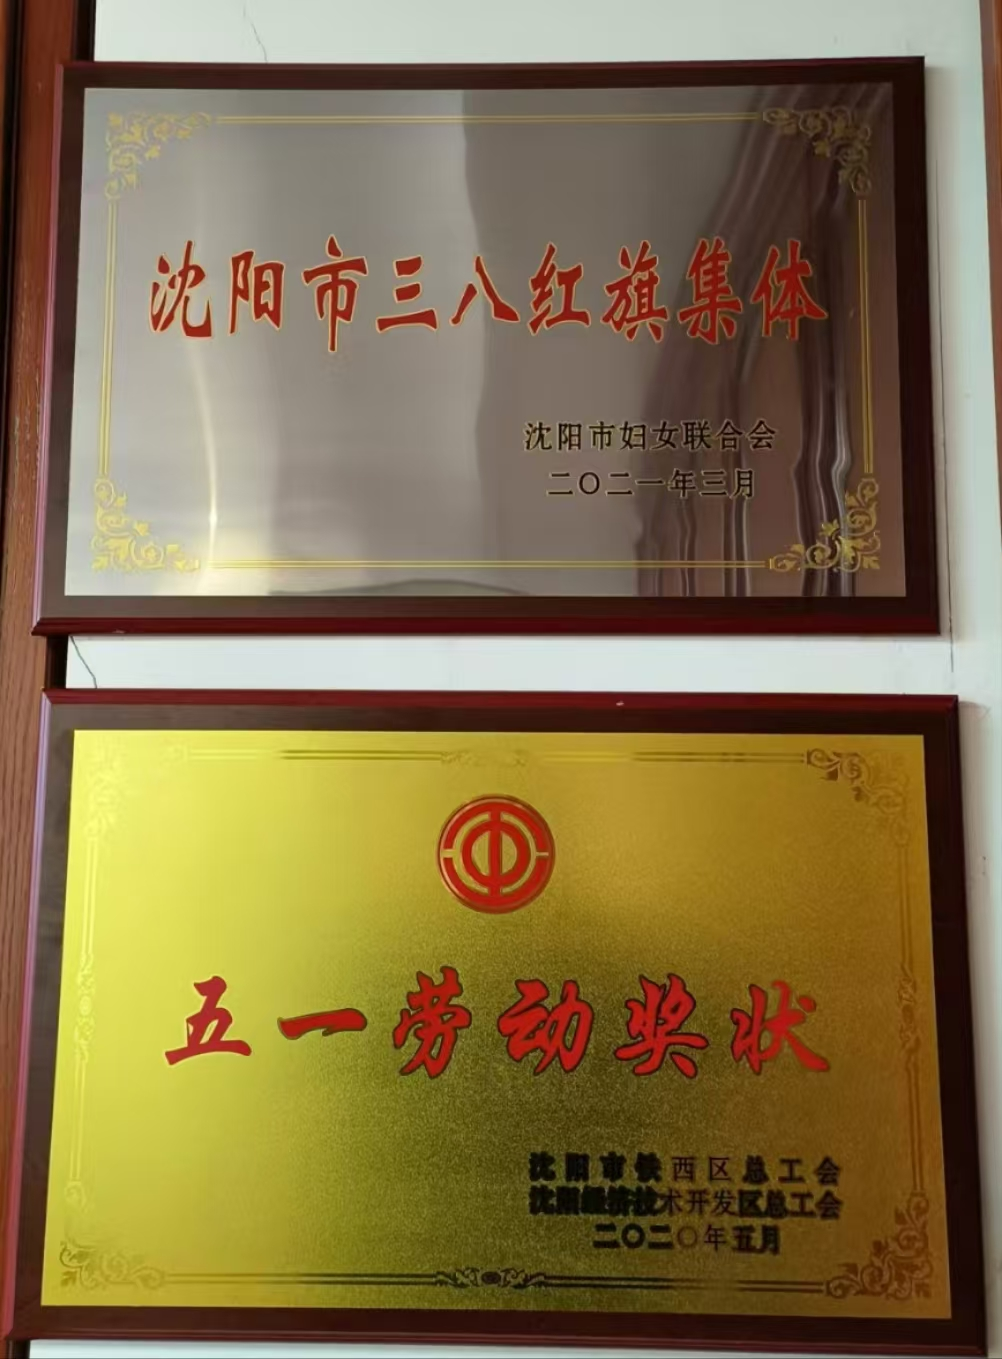 沈阳市三八红旗集体
沈阳市妇女联合会
二〇二一年三月
五一劳动奖状
沈阳市铁西区总工会
沈阳经济技术开发区总工会
二〇二〇年五月